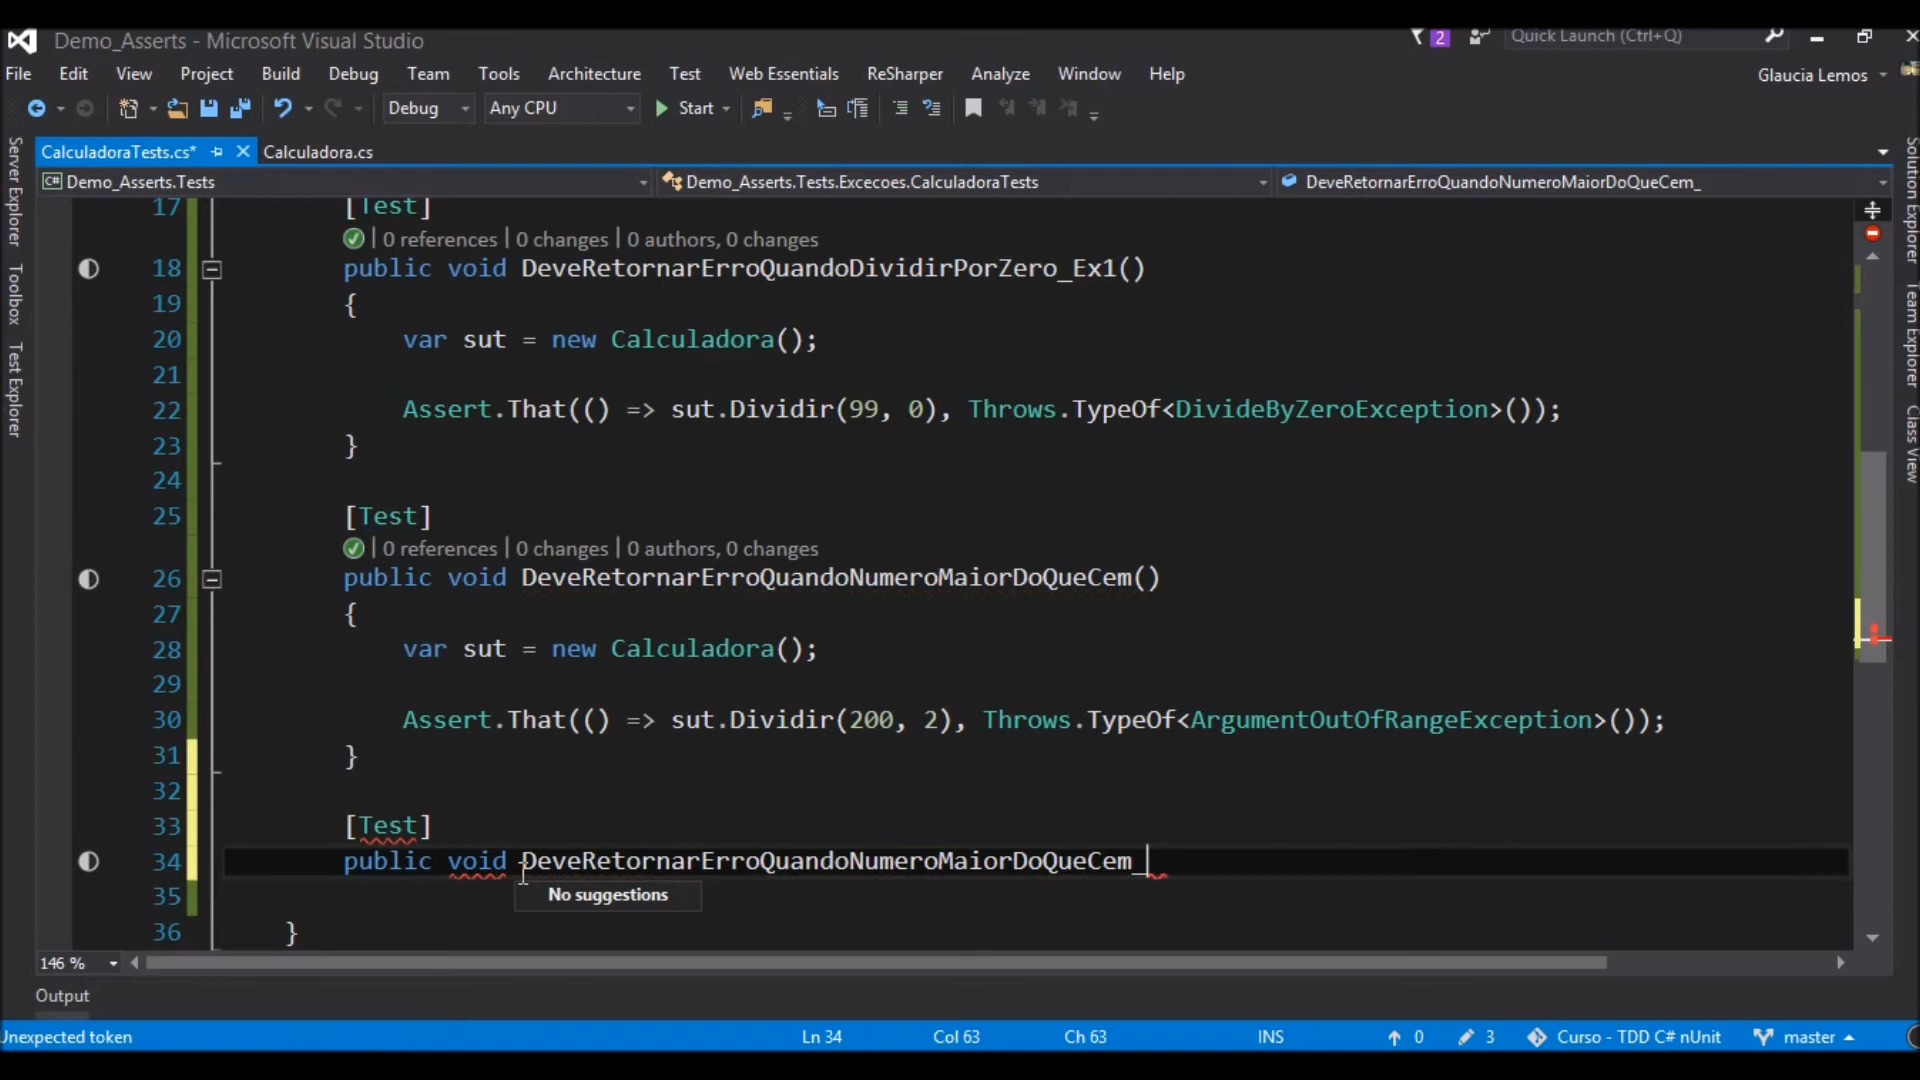 Demo_Asserts - Microsoft Visual Studio
2
Quick Launch (Ctrl+Q)
File Edit View Project Build Debug Team Tools Test Architecture Web Essentials ReSharper Analyze Window Help
Glaucia Lemos
Debug Any CPU Start
CalculadoraTests.cs* Calculadora.cs
C# Demo_Asserts.Tests Demo_Asserts.Tests.Excecoes.CalculadoraTests DeveRetornarErroQuandoNumeroMaiorDoQueCem_
Server Explorer
Toolbox
Test Explorer
17 [Test]
0 references | 0 changes | 0 authors, 0 changes
18 public void DeveRetornarErroQuandoDividirPorZero_Ex1()
19 {
20 var sut = new Calculadora();
21
22 Assert.That(() => sut.Dividir(99, 0), Throws.TypeOf<DivideByZeroException>());
23 }
24
25 [Test]
0 references | 0 changes | 0 authors, 0 changes
26 public void DeveRetornarErroQuandoNumeroMaiorDoQueCem()
27 {
28 var sut = new Calculadora();
29
30 Assert.That(() => sut.Dividir(200, 2), Throws.TypeOf<ArgumentOutOfRangeException>());
31 }
32
33 [Test]
34 public void DeveRetornarErroQuandoNumeroMaiorDoQueCem_
No suggestions
35
36 }
Solution Explorer
Team Explorer
Class View
146 %
Output
Unexpected token Ln 34 Col 63 Ch 63 INS 0 3 Curso - TDD C# nUnit master